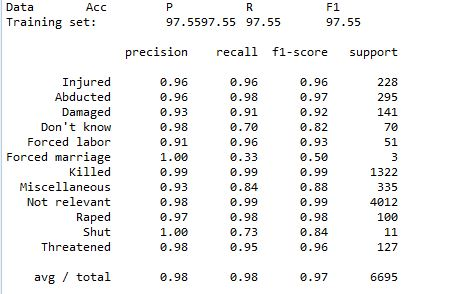 Data Acc P R F1
Training set: 97.5597.55 97.55 97.55
precision recall f1-score support
Injured 0.96 0.96 0.96 228
Abducted 0.96 0.98 0.97 295
Damaged 0.93 0.91 0.92 141
Don't know 0.98 0.70 0.82 70
Forced labor 0.91 0.96 0.93 51
Forced marriage 1.00 0.33 0.50 3
Killed 0.99 0.99 0.99 1322
Miscellaneous 0.93 0.84 0.88 335
Not relevant 0.98 0.99 0.99 4012
Raped 0.97 0.98 0.98 100
Shut 1.00 0.73 0.84 11
Threatened 0.98 0.95 0.96 127
avg / total 0.98 0.98 0.97 6695